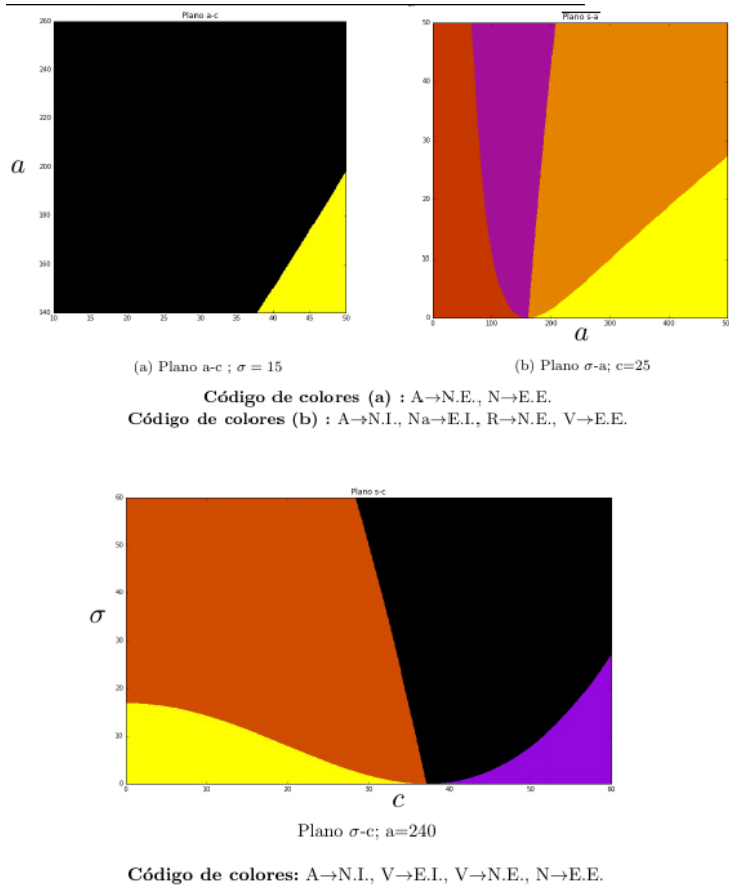 Plano a-c
Plano s-a
260
240
220
200
180
160
140
10 15 20 25 30 35 40 45 50
a
50
40
30
20
10
0
0 100 200 300 400 500
a
(a) Plano a-c ; σ = 15
(b) Plano σ-a; c=25
Código de colores (a) : A→N.E., N→E.E.
Código de colores (b) : A→N.I., Na→E.I., R→N.E., V→E.E.
Plano s-c
60
50
40
30
20
10
0
σ
0 10 20 30 40 50 60
c
Plano σ-c; a=240
Código de colores: A→N.I., V→E.I., V→N.E., N→E.E.